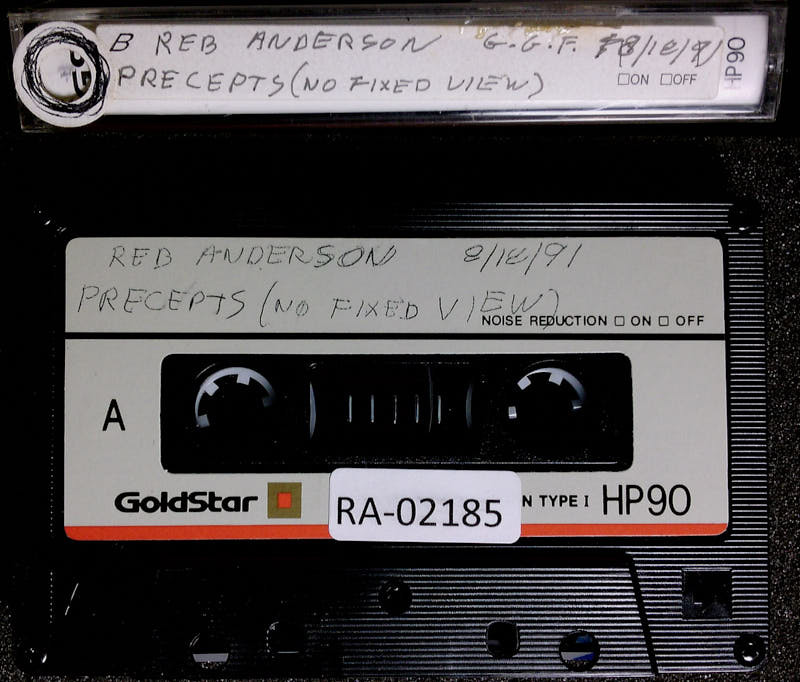 B REB ANDERSON G.G.F. 8/18/91
PRECEPTS (NO FIXED VIEW)
□ON □OFF
HP90
REB ANDERSON 8/18/91
PRECEPTS (NO FIXED VIEW)
NOISE REDUCTION □ ON □ OFF
A
GoldStar
RA-02185
N TYPE I HP90